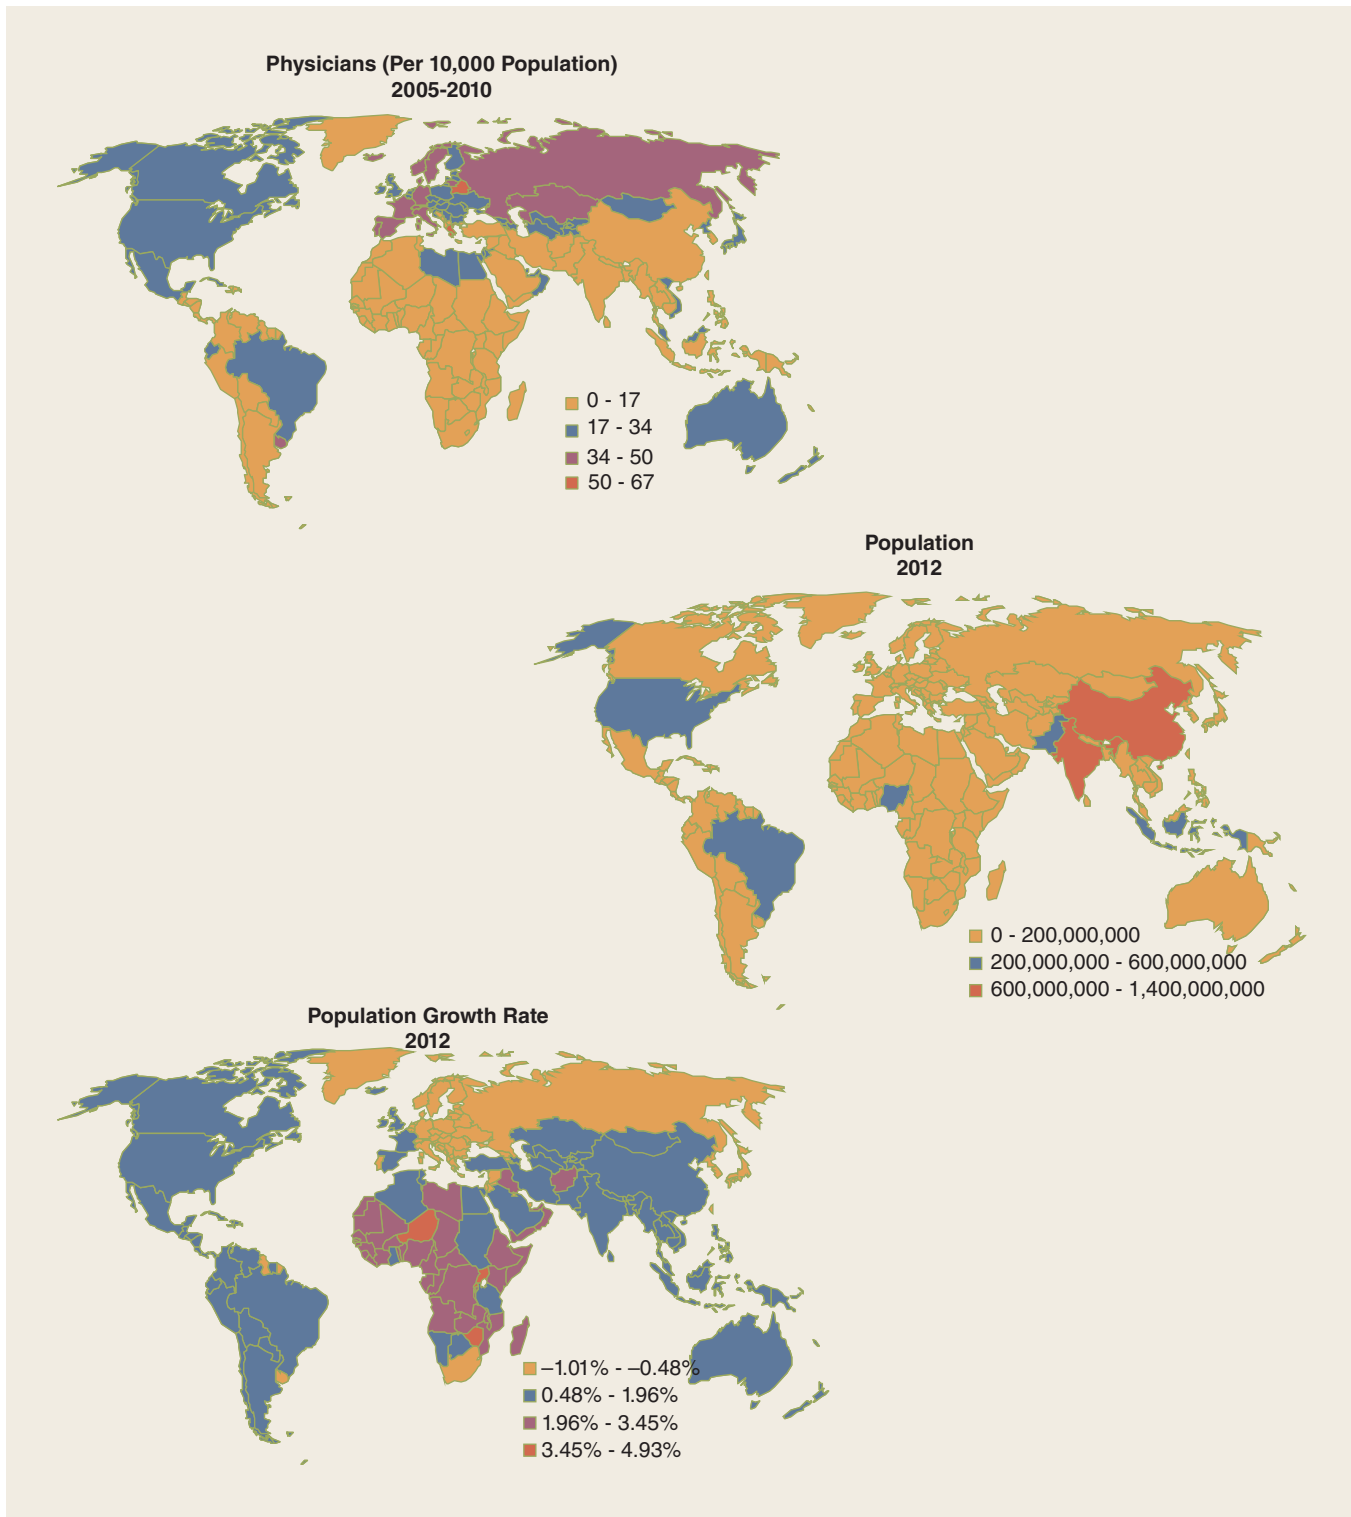 Physicians (Per 10,000 Population)
2005-2010
0 - 17
17 - 34
34 - 50
50 - 67
Population
2012
0 - 200,000,000
200,000,000 - 600,000,000
600,000,000 - 1,400,000,000
Population Growth Rate
2012
–1.01% - –0.48%
0.48% - 1.96%
1.96% - 3.45%
3.45% - 4.93%